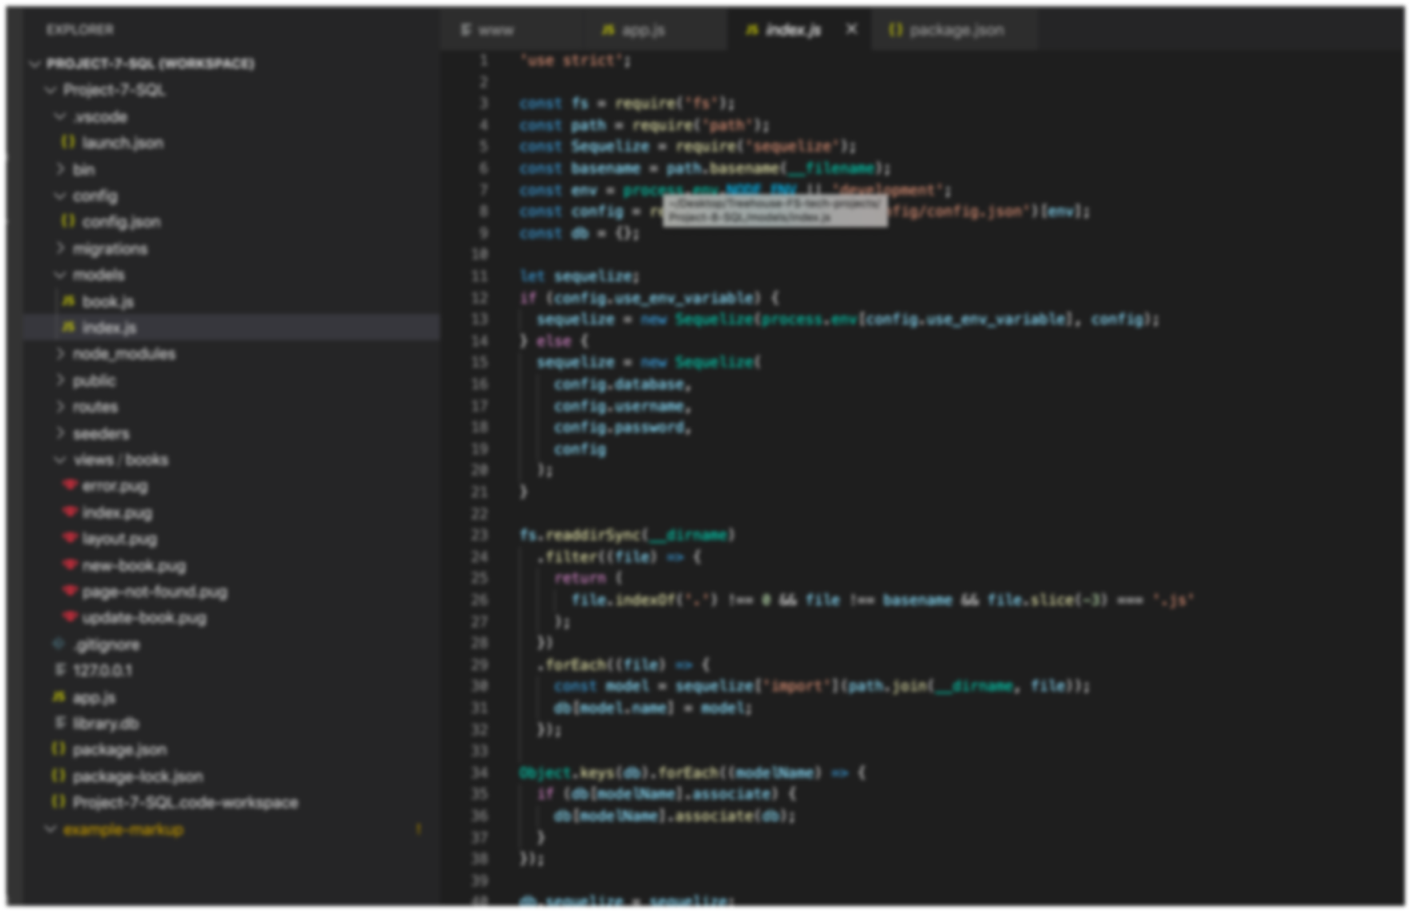 EXPLORER
PROJECT-7-SQL (WORKSPACE)
Project-7-SQL
.vscode
{} launch.json
bin
config
{} config.json
migrations
models
JS book.js
JS index.js
node_modules
public
routes
seeders
views / books
error.pug
index.pug
layout.pug
new-book.pug
page-not-found.pug
update-book.pug
.gitignore
127.0.0.1
JS app.js
library.db
{} package.json
{} package-lock.json
{} Project-7-SQL.code-workspace
example-markup !
www JS app.js JS index.js × {} package.json
1 'use strict';
2
3 const fs = require('fs');
4 const path = require('path');
5 const Sequelize = require('sequelize');
6 const basename = path.basename(__filename);
7 const env = process.env.NODE_ENV || 'development';
~/Desktop/Treehouse-FS-tech-projects/
Project-8-SQL/models/index.js
8 const config = fig/config.json')[env];
9 const db = {};
10
11 let sequelize;
12 if (config.use_env_variable) {
13 sequelize = new Sequelize(process.env[config.use_env_variable], config);
14 } else {
15 sequelize = new Sequelize(
16 config.database,
17 config.username,
18 config.password,
19 config
20 );
21 }
22
23 fs.readdirSync(__dirname)
24 .filter((file) => {
25 return (
26 file.indexOf('.') !== 0 && file !== basename && file.slice(-3) === '.js'
27 );
28 })
29 .forEach((file) => {
30 const model = sequelize['import'](path.join(__dirname, file));
31 db[model.name] = model;
32 });
33
34 Object.keys(db).forEach((modelName) => {
35 if (db[modelName].associate) {
36 db[modelName].associate(db);
37 }
38 });
39
40 db.sequelize = sequelize;